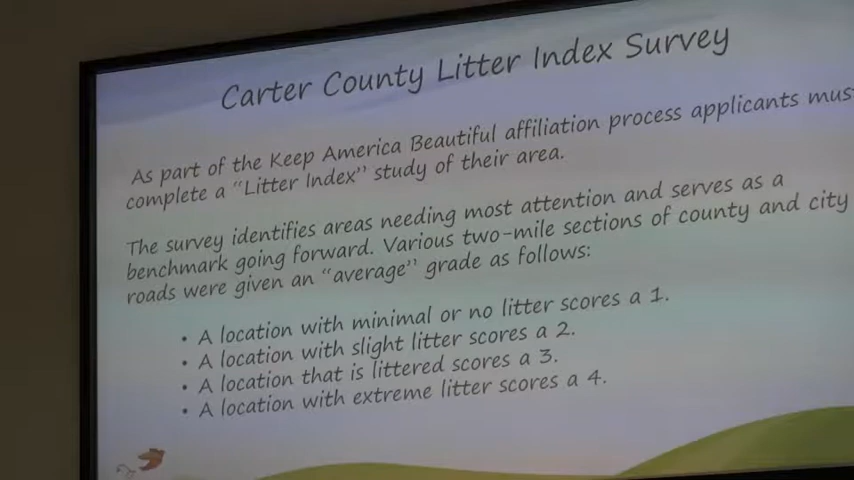 Carter County Litter Index Survey
As part of the Keep America Beautiful affiliation process applicants must
complete a "Litter Index" study of their area.
The survey identifies areas needing most attention and serves as a
benchmark going forward. Various two-mile sections of county and city
roads were given an "average" grade as follows:
• A location with minimal or no litter scores a 1.
• A location with slight litter scores a 2.
• A location that is littered scores a 3.
• A location with extreme litter scores a 4.